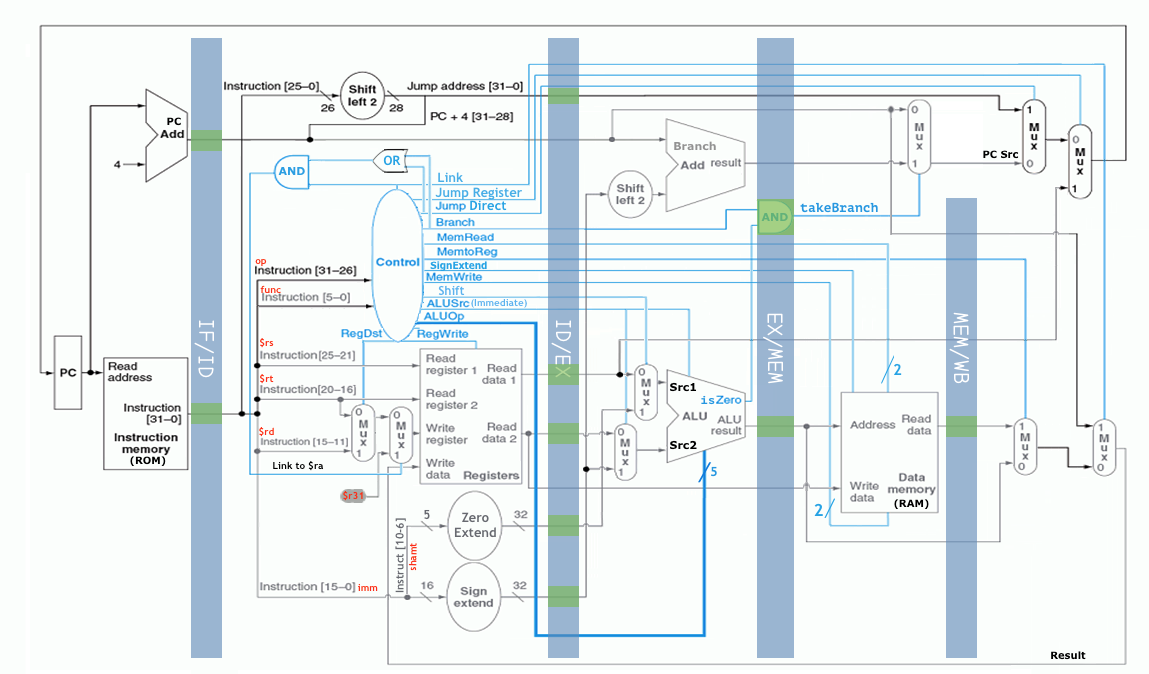 Instruction [25–0]
26
Shift
left 2
28
Jump address [31–0]
PC + 4 [31–28]
PC
Add
4
AND
OR
Link
Jump Register
Jump Direct
Branch
MemRead
MemtoReg
SignExtend
MemWrite
Shift
ALUSrc(Immediate)
ALUOp
Control
RegDst
RegWrite
op
Instruction [31–26]
func
Instruction [5–0]
$rs
Instruction[25–21]
$rt
Instruction[20–16]
$rd
Instruction [15–11]
Link to $ra
$r31
Instruction [15–0] imm
Instruct [10-6]
shamt
5
16
Zero
Extend
32
Sign
extend
32
PC
Read
address
Instruction
[31–0]
Instruction
memory
(ROM)
IF/ID
ID/EX
EX/MEM
MEM/WB
0
Mux
1
0
Mux
1
Read
register 1
Read
register 2
Write
register
Write
data
Read
data 1
Read
data 2
Registers
Branch
Add result
Shift
left 2
AND
takeBranch
0
Mux
1
PC Src
1
Mux
0
0
Mux
1
0
Mux
1
0
Mux
1
Src1
Src2
isZero
ALU
ALU
result
5
2
2
Address
Read
data
Write
data
Data
memory
(RAM)
1
Mux
0
1
Mux
0
Result